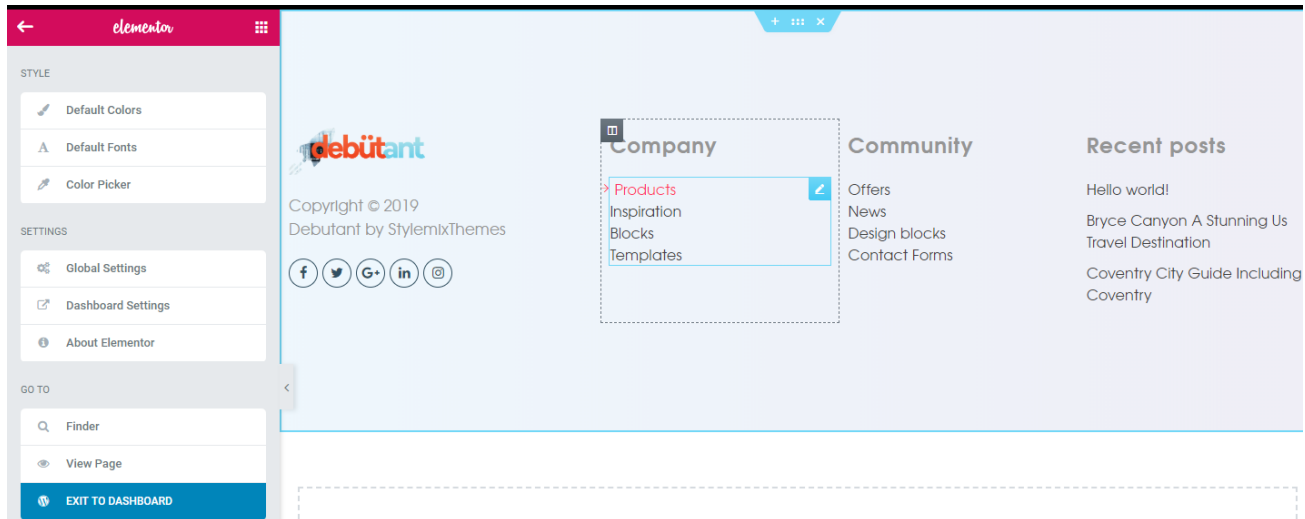 elementor
STYLE
Default Colors
Default Fonts
Color Picker
SETTINGS
Global Settings
Dashboard Settings
About Elementor
GO TO
Finder
View Page
EXIT TO DASHBOARD
debütant
Copyright © 2019
Debutant by StylemixThemes
Company
Products
Inspiration
Blocks
Templates
Community
Offers
News
Design blocks
Contact Forms
Recent posts
Hello world!
Bryce Canyon A Stunning Us
Travel Destination
Coventry City Guide Including
Coventry